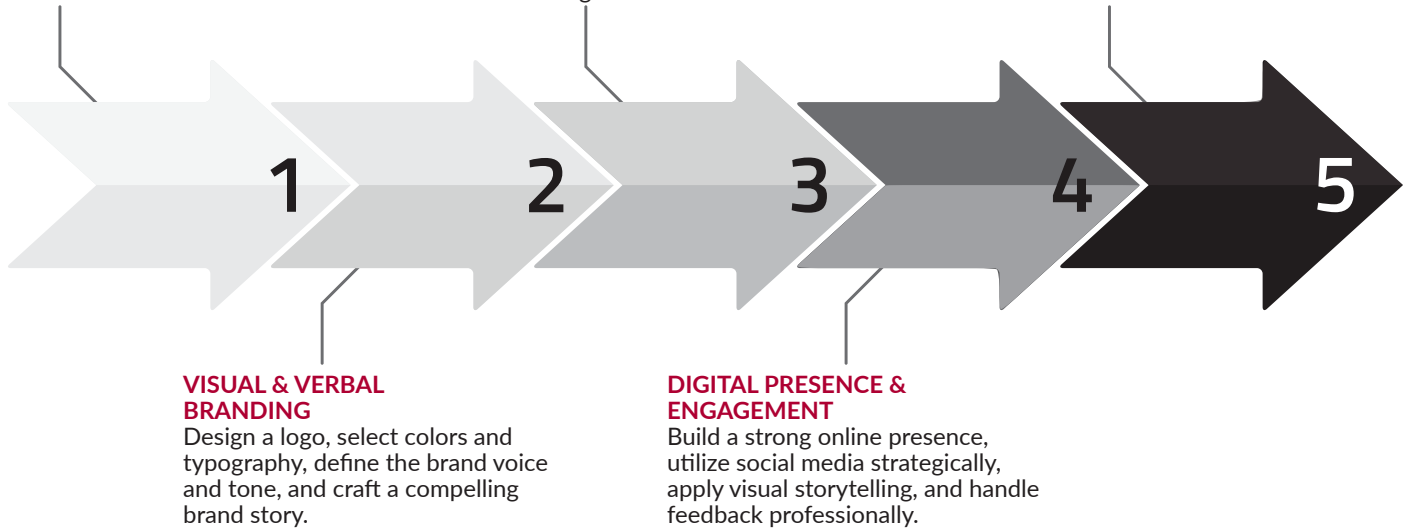 1
2
3
4
5
VISUAL & VERBAL
BRANDING
Design a logo, select colors and
typography, define the brand voice
and tone, and craft a compelling
brand story.
DIGITAL PRESENCE &
ENGAGEMENT
Build a strong online presence,
utilize social media strategically,
apply visual storytelling, and handle
feedback professionally.